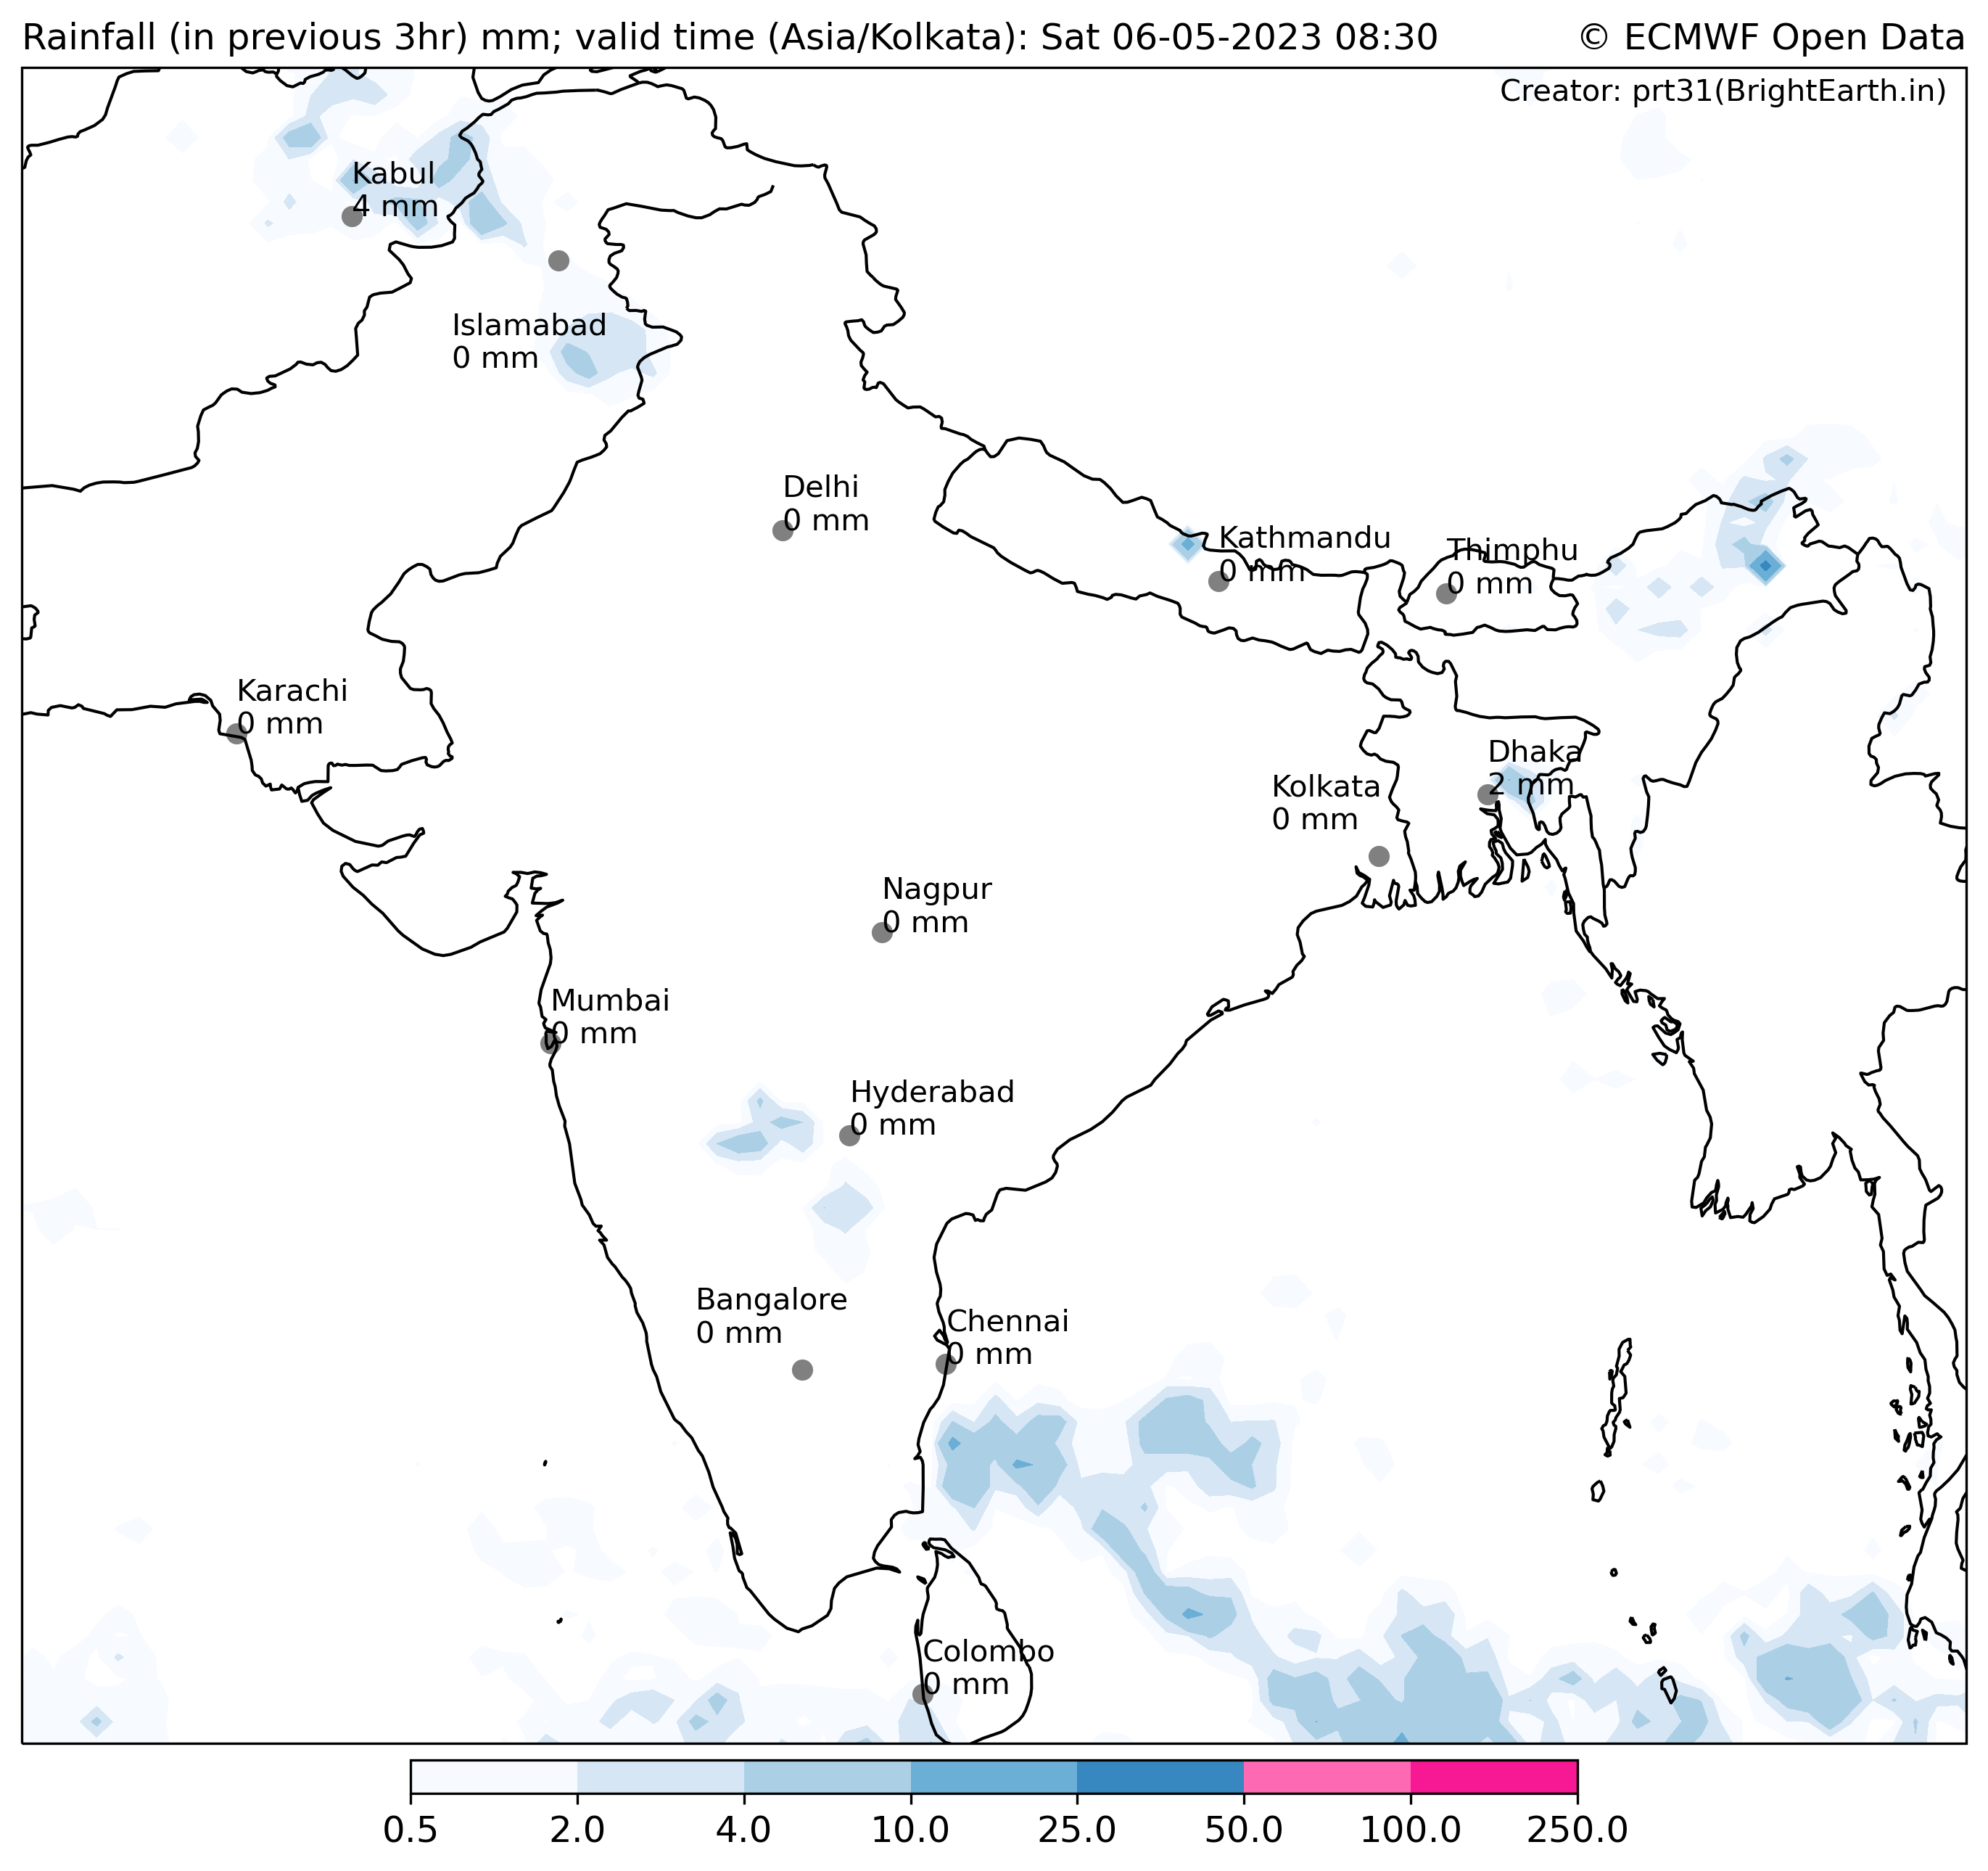 Rainfall (in previous 3hr) mm; valid time (Asia/Kolkata): Sat 06-05-2023 08:30
© ECMWF Open Data
Creator: prt31(BrightEarth.in)
Kabul
4 mm
Islamabad
0 mm
Delhi
0 mm
Kathmandu
0 mm
Thimphu
0 mm
Karachi
0 mm
Dhaka
2 mm
Kolkata
0 mm
Nagpur
0 mm
Mumbai
0 mm
Hyderabad
0 mm
Bangalore
0 mm
Chennai
0 mm
Colombo
0 mm
0.5 2.0 4.0 10.0 25.0 50.0 100.0 250.0